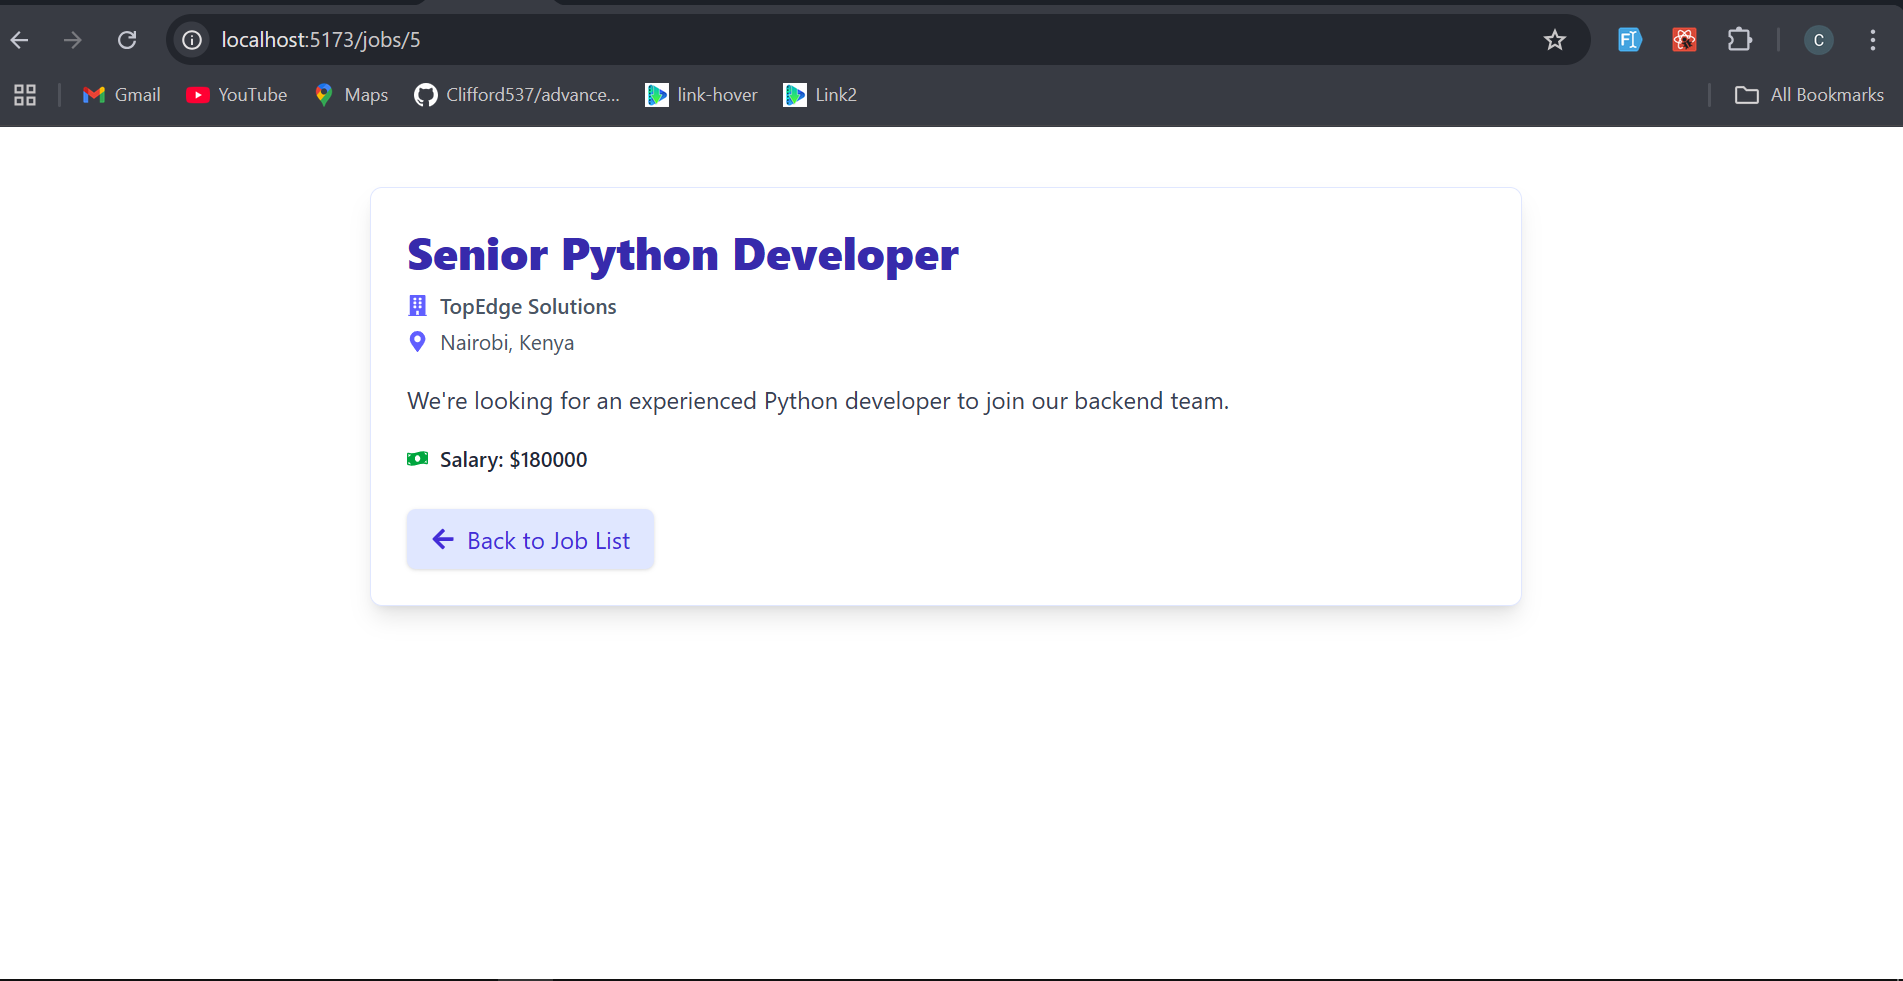 localhost:5173/jobs/5
C
Gmail
YouTube
Maps
Clifford537/advance...
link-hover
Link2
All Bookmarks
Senior Python Developer
TopEdge Solutions
Nairobi, Kenya
We're looking for an experienced Python developer to join our backend team.
Salary: $180000
Back to Job List